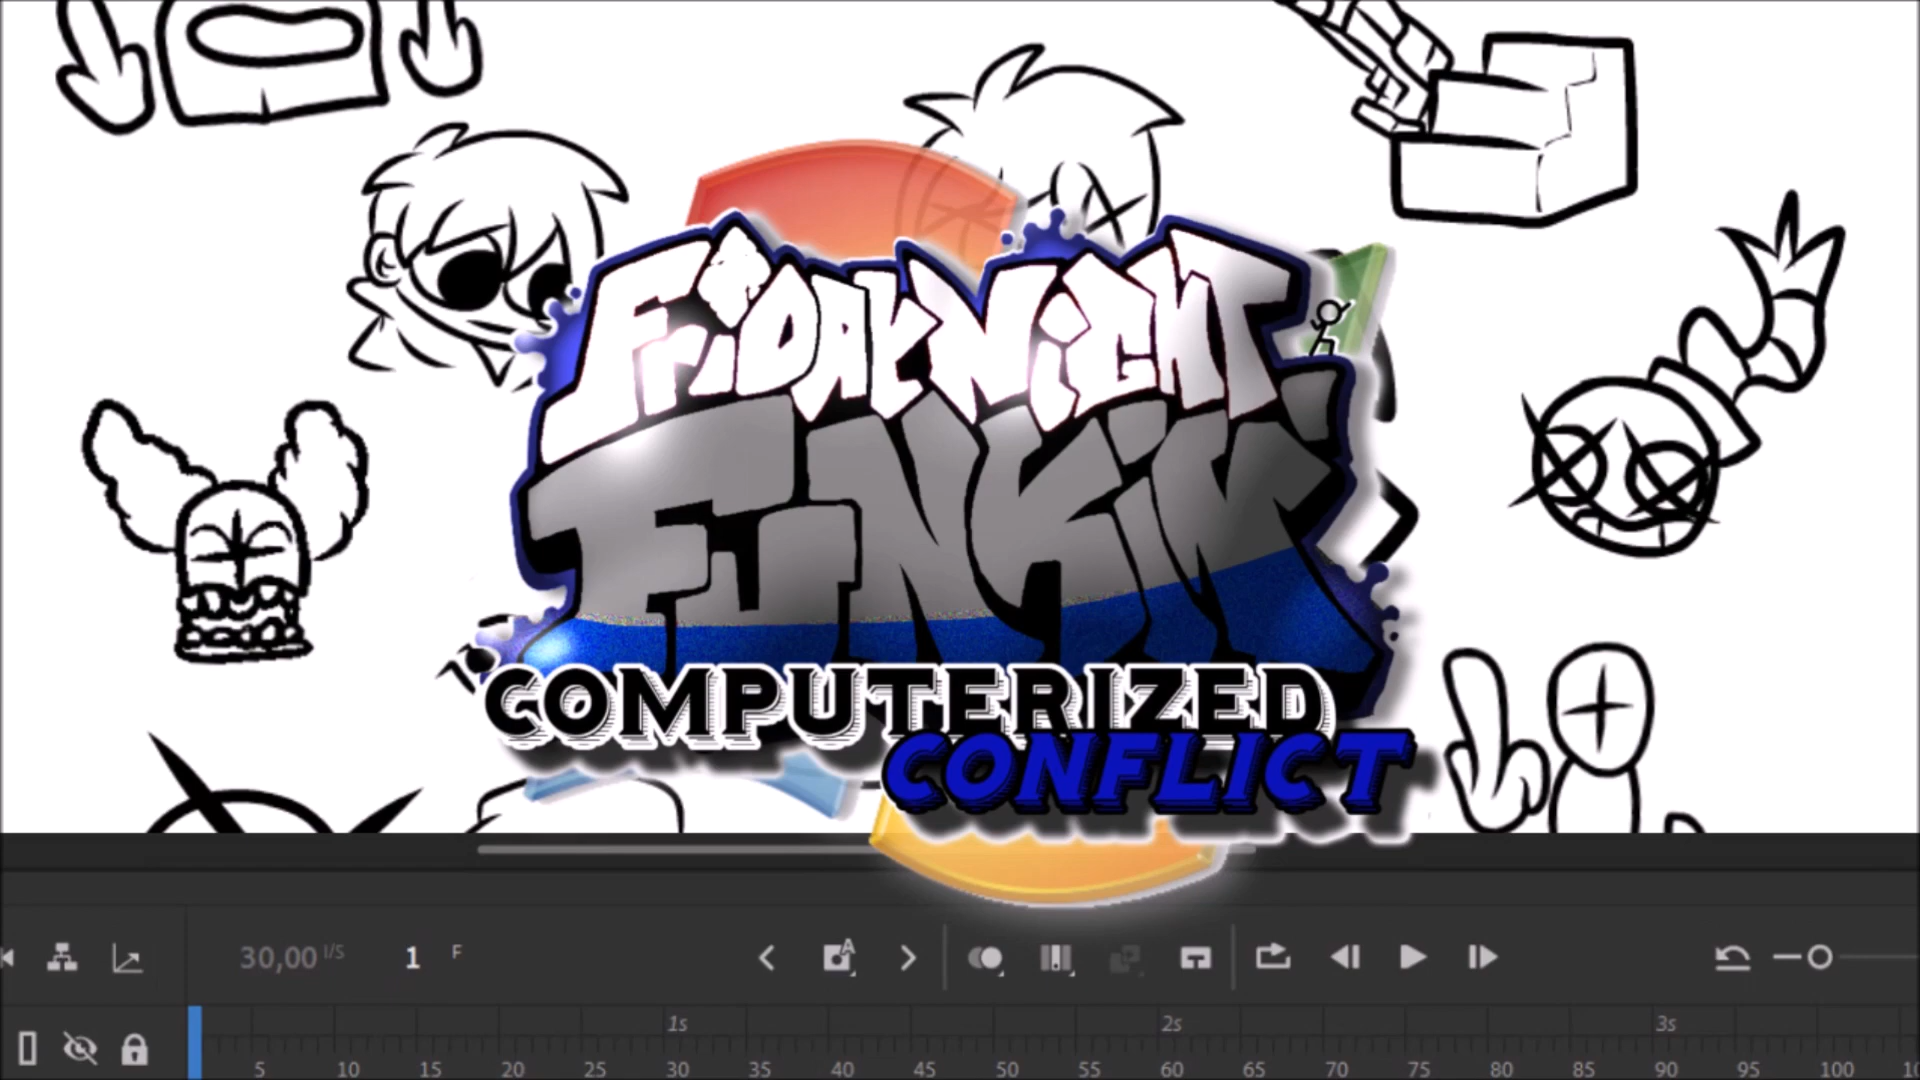 FRIDAY NIGHT
FUNKIN
COMPUTERIZED
CONFLICT
30,00 I/S 1 F
A
1s 2s 3s
5 10 15 20 25 30 35 40 45 50 55 60 65 70 75 80 85 90 95 100